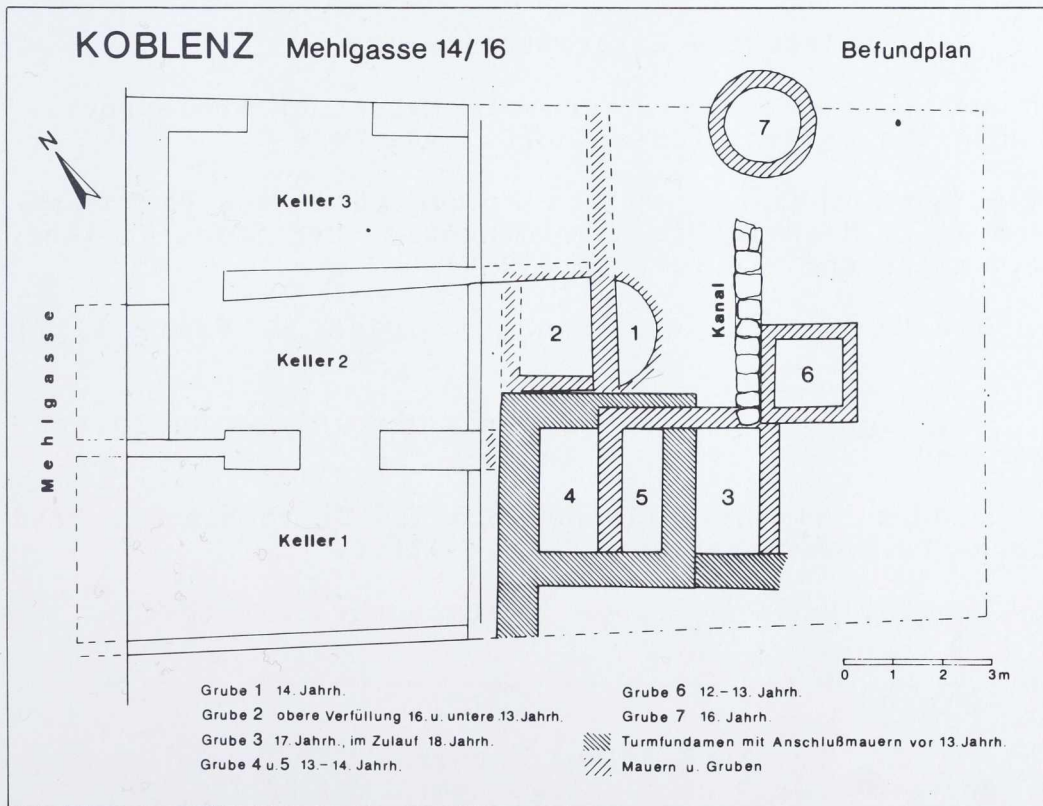 KOBLENZ Mehlgasse 14/16 Befundplan
N
7
Keller 3
Mehlgasse
Kanal
2
1
Keller 2
6
4
5
3
Keller 1
0 1 2 3 m
Grube 1 14. Jahrh.
Grube 2 obere Verfüllung 16. u. untere 13. Jahrh.
Grube 3 17. Jahrh., im Zulauf 18. Jahrh.
Grube 4 u. 5 13.– 14. Jahrh.
Grube 6 12.– 13. Jahrh.
Grube 7 16. Jahrh.
Turmfundamen mit Anschlußmauern vor 13. Jahrh.
Mauern u. Gruben